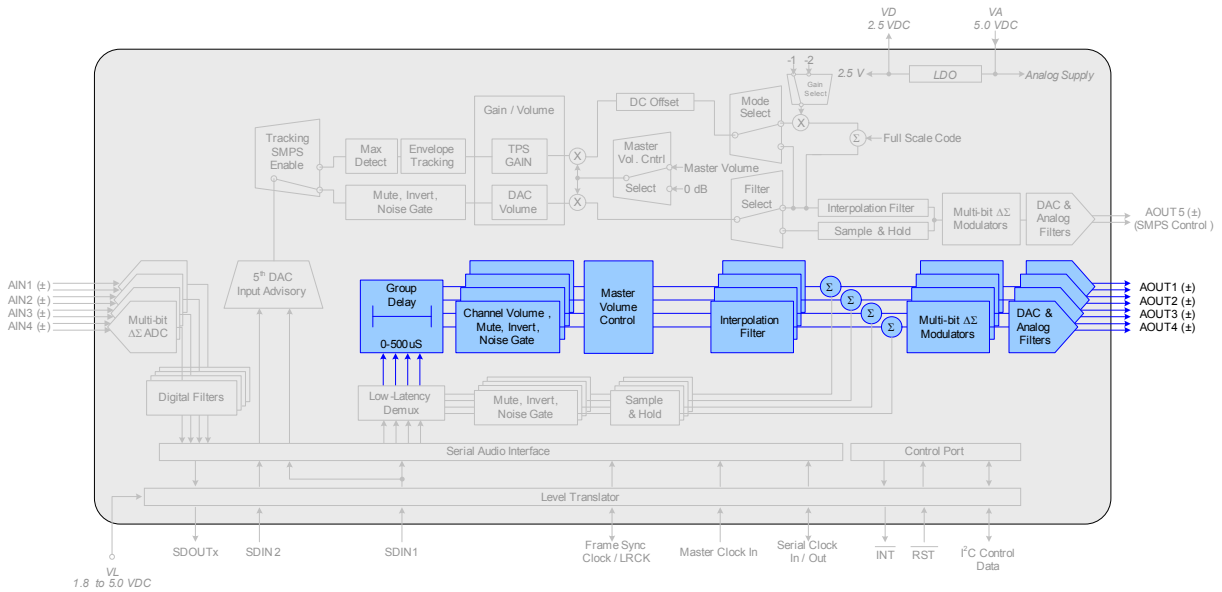 VD
2.5 VDC
VA
5.0 VDC
-1 -2
Gain
Select
2.5 V
LDO
Analog Supply
Gain / Volume
DC Offset
Mode
Select
X
X
Σ
Full Scale Code
Tracking
SMPS
Enable
Max
Detect
Envelope
Tracking
TPS
GAIN
Master
Vol. Cntrl
Select
Master Volume
0 dB
Mute, Invert,
Noise Gate
DAC
Volume
X
Filter
Select
Interpolation Filter
Sample & Hold
Multi-bit ΔΣ
Modulators
DAC &
Analog
Filters
AOUT5 (±)
(SMPS Control )
5th DAC
Input Advisory
AIN1 (±)
AIN2 (±)
AIN3 (±)
AIN4 (±)
Multi-bit
ΔΣ ADC
Group
Delay
0-500uS
Channel Volume ,
Mute, Invert,
Noise Gate
Master
Volume
Control
Interpolation
Filter
Σ
Σ
Σ
Σ
Multi-bit ΔΣ
Modulators
DAC &
Analog
Filters
AOUT1 (±)
AOUT2 (±)
AOUT3 (±)
AOUT4 (±)
Digital Filters
Low-Latency
Demux
Mute, Invert,
Noise Gate
Sample
& Hold
Serial Audio Interface
Control Port
Level Translator
VL
1.8 to 5.0 VDC
SDOUTx
SDIN2
SDIN1
Frame Sync
Clock / LRCK
Master Clock In
Serial Clock
In / Out
INT
RST
I2C Control
Data